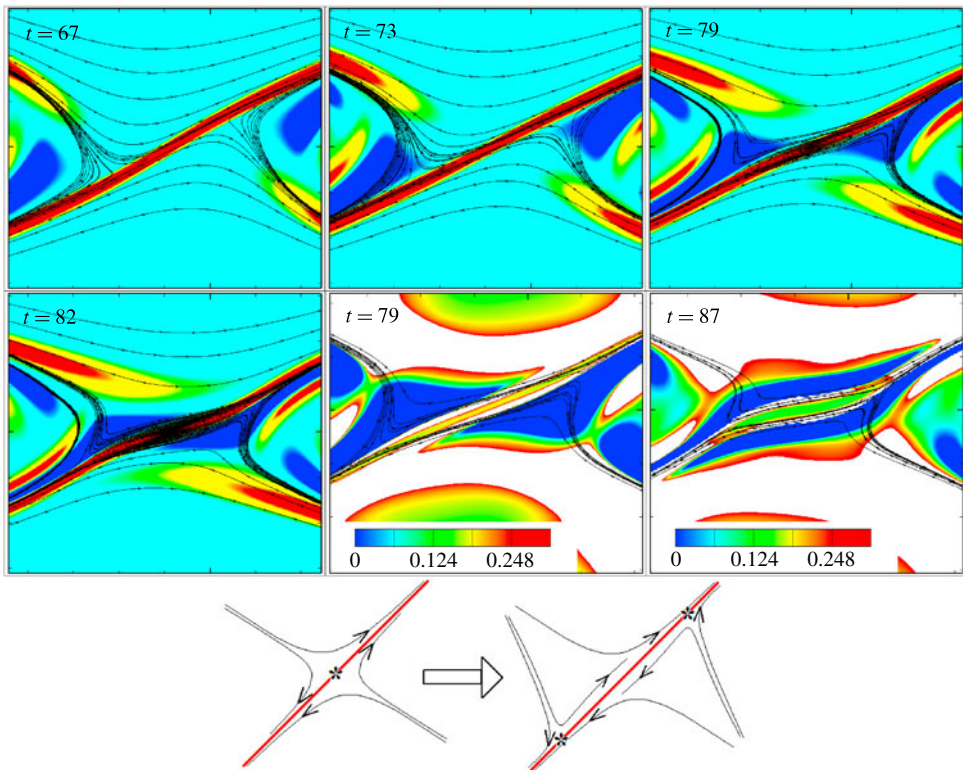 t = 67
t = 73
t = 79
t = 82
t = 79
t = 87
0 0.124 0.248
0 0.124 0.248